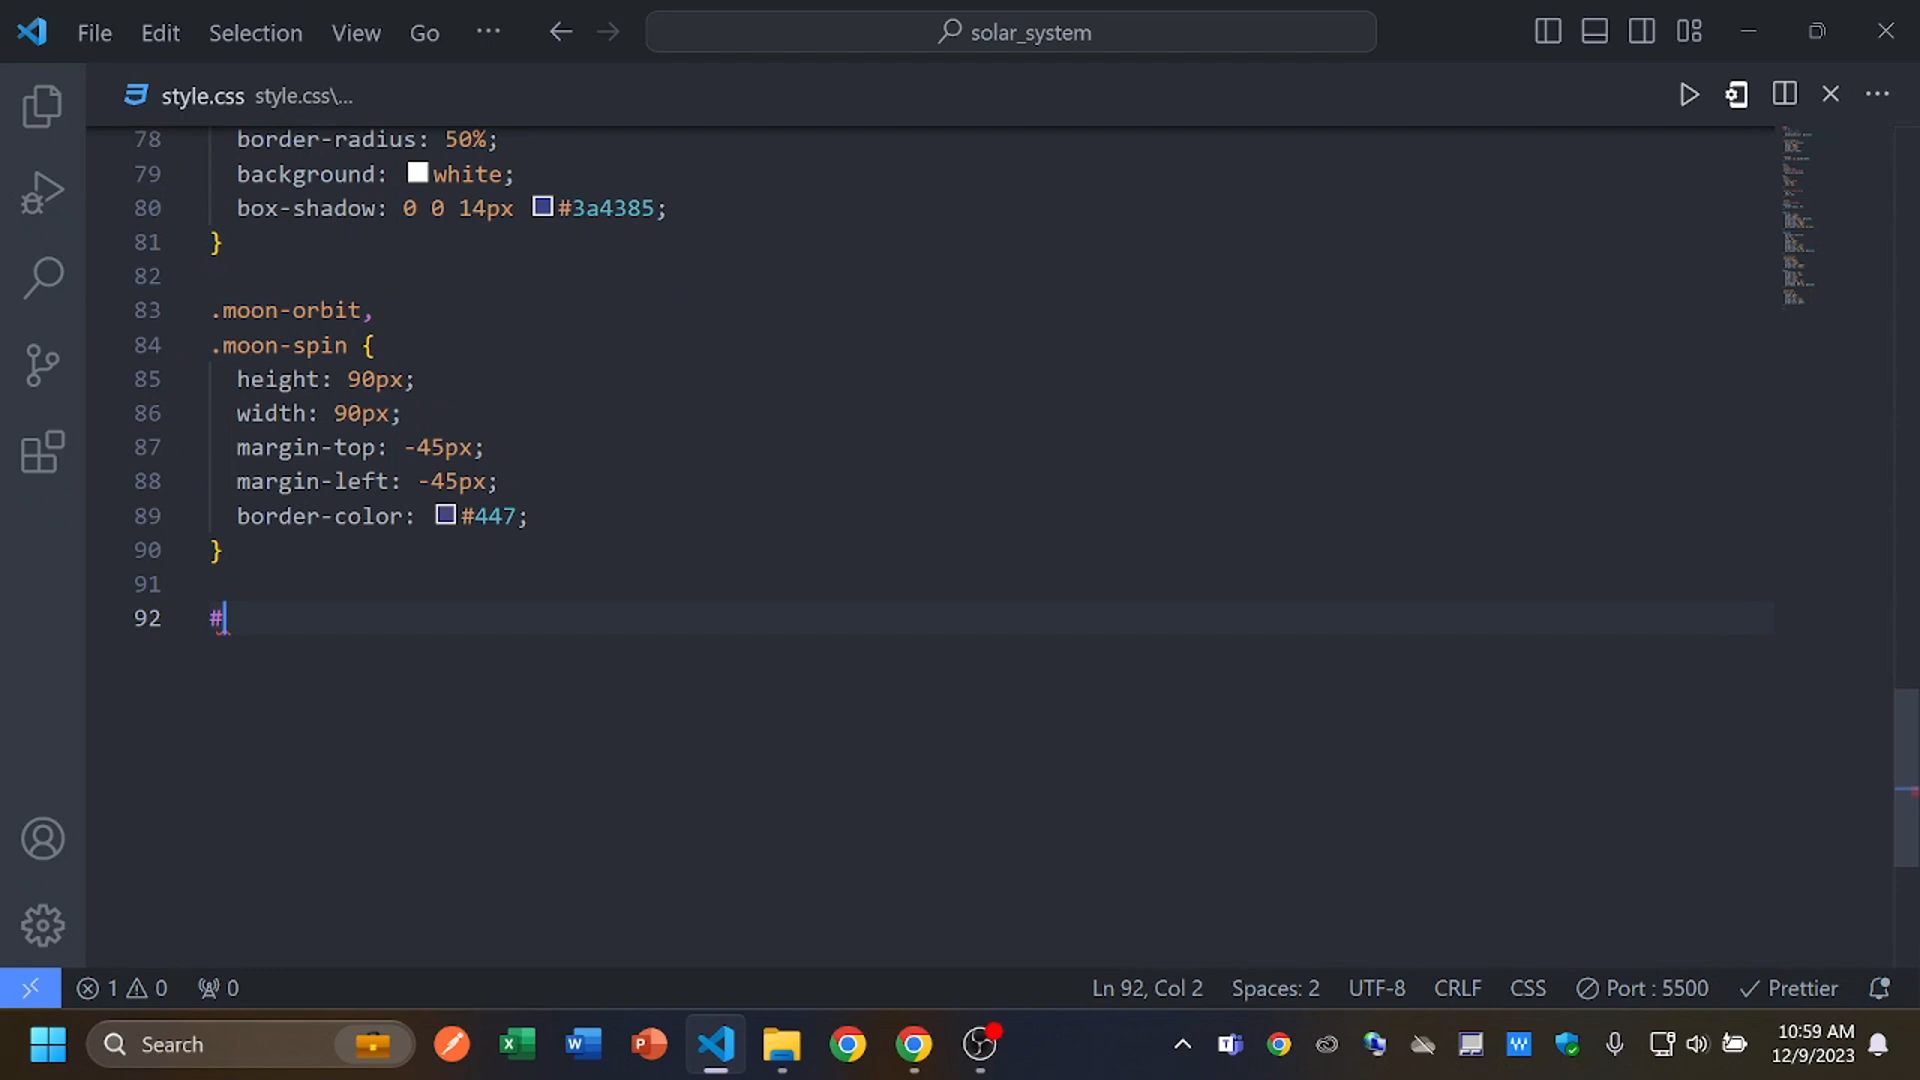 File Edit Selection View Go ··· solar_system
style.css style.css\...
78 border-radius: 50%;
79 background: white;
80 box-shadow: 0 0 14px #3a4385;
81 }
82
83 .moon-orbit,
84 .moon-spin {
85 height: 90px;
86 width: 90px;
87 margin-top: -45px;
88 margin-left: -45px;
89 border-color: #447;
90 }
91
92 #
1 0 0 Ln 92, Col 2 Spaces: 2 UTF-8 CRLF CSS Port : 5500 Prettier
Search 10:59 AM
12/9/2023